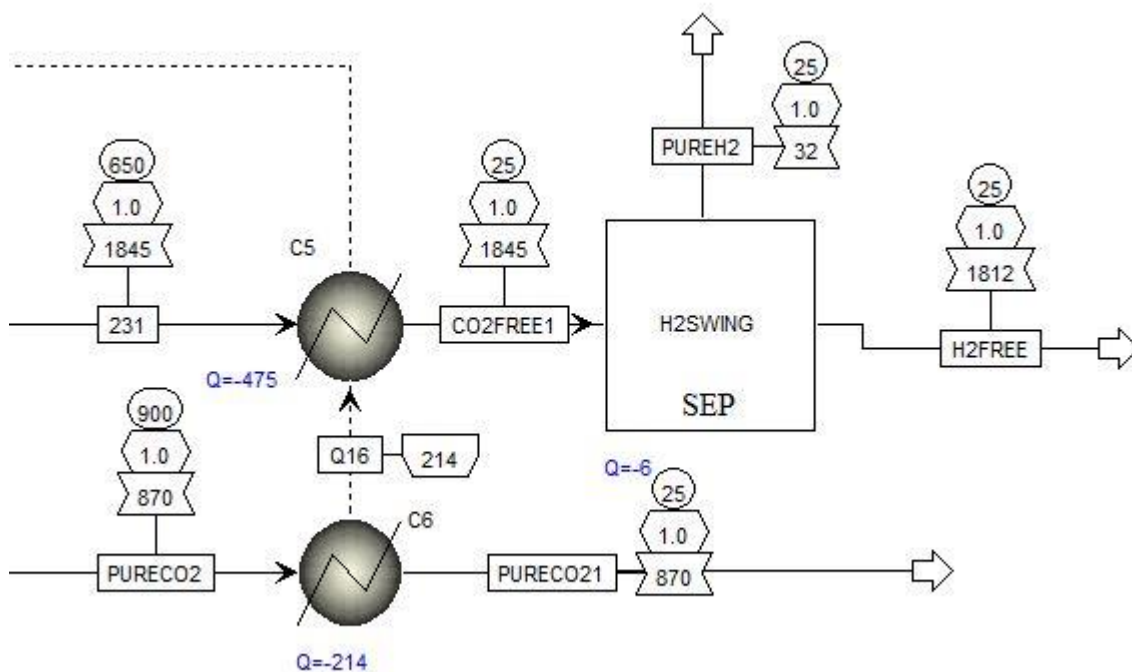 25
1.0
PUREH2
32
650
1.0
1845
25
1.0
1845
25
1.0
1812
C5
231
CO2FREE1
H2SWING
H2FREE
Q=-475
SEP
900
1.0
870
Q16
214
Q=-6
25
1.0
870
C6
PURECO2
PURECO21
Q=-214